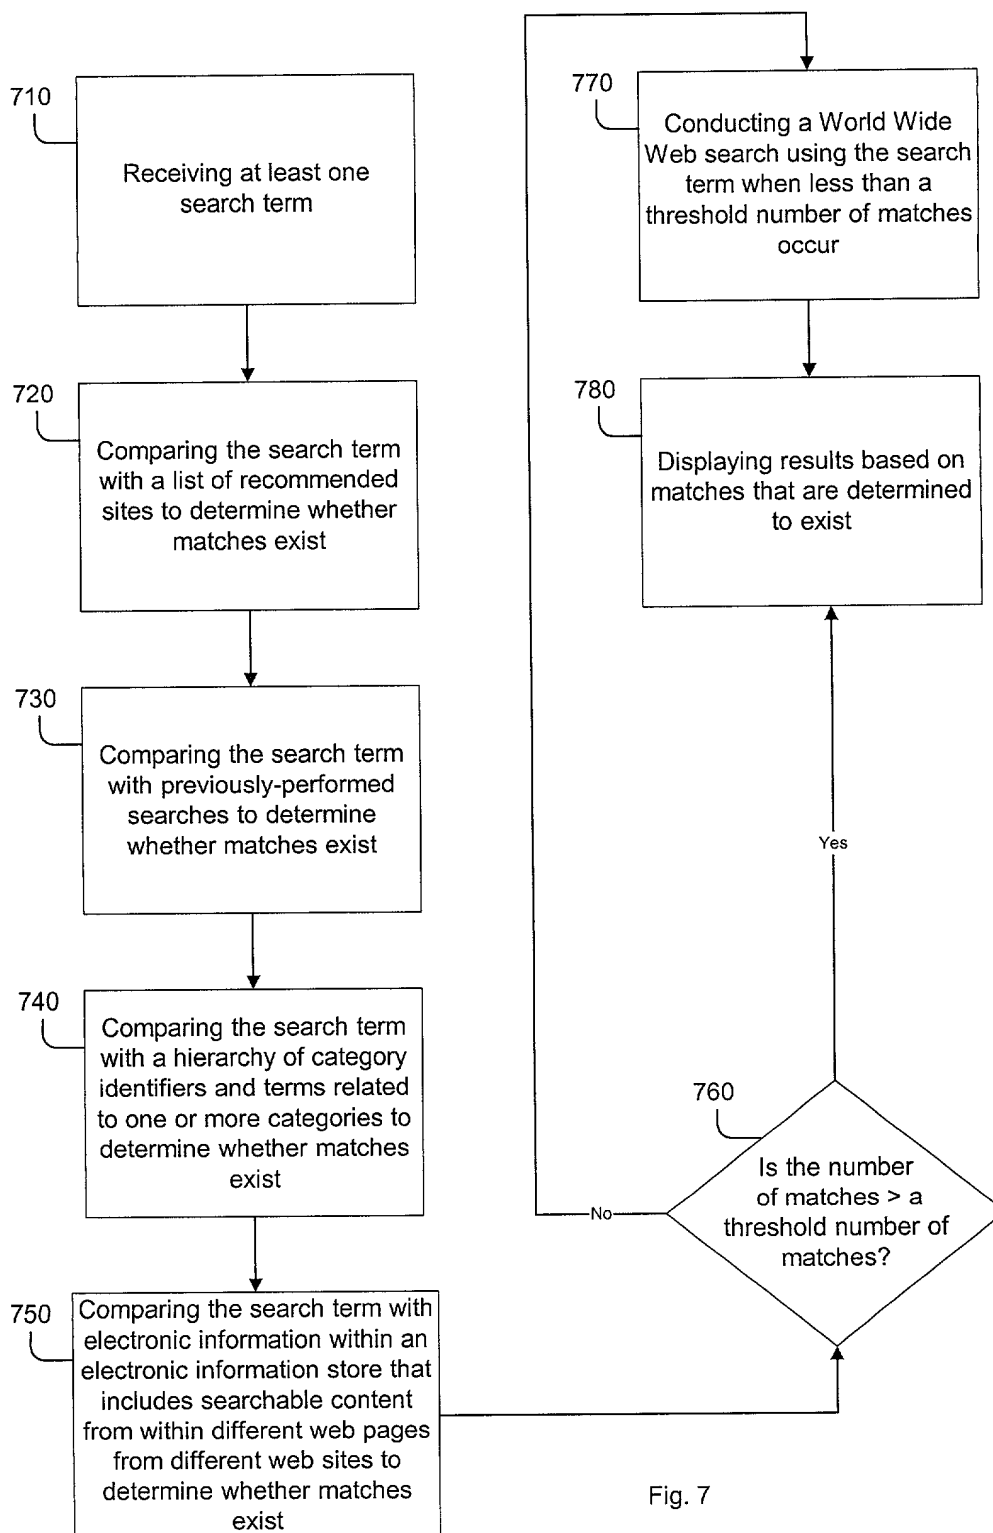 710
Receiving at least one
search term
720
Comparing the search term
with a list of recommended
sites to determine whether
matches exist
730
Comparing the search term
with previously-performed
searches to determine
whether matches exist
740
Comparing the search term
with a hierarchy of category
identifiers and terms related
to one or more categories to
determine whether matches
exist
750
Comparing the search term with
electronic information within an
electronic information store that
includes searchable content
from within different web pages
from different web sites to
determine whether matches
exist
760
Is the number
of matches > a
threshold number of
matches?
No
Yes
770
Conducting a World Wide
Web search using the search
term when less than a
threshold number of matches
occur
780
Displaying results based on
matches that are determined
to exist
Fig. 7